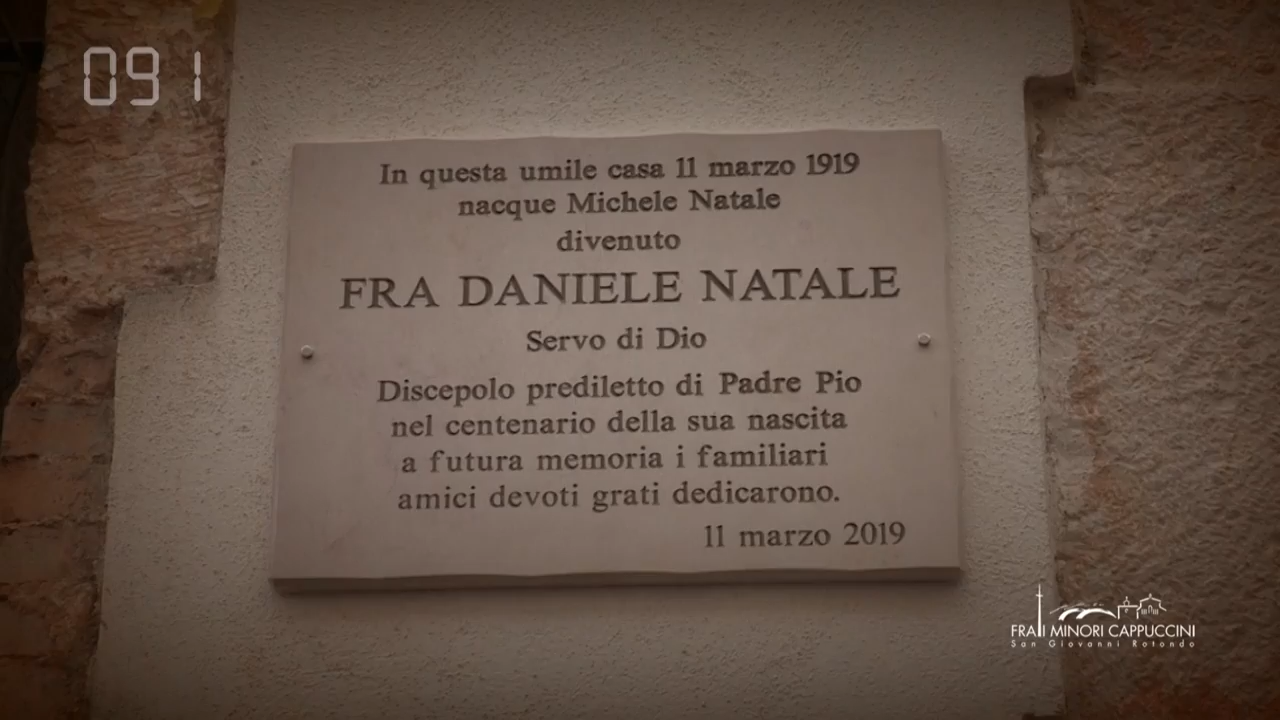 091
In questa umile casa 11 marzo 1919
nacque Michele Natale
divenuto
FRA DANIELE NATALE
Servo di Dio
Discepolo prediletto di Padre Pio
nel centenario della sua nascita
a futura memoria i familiari
amici devoti grati dedicarono.
11 marzo 2019
FRATI MINORI CAPPUCCINI
San Giovanni Rotondo